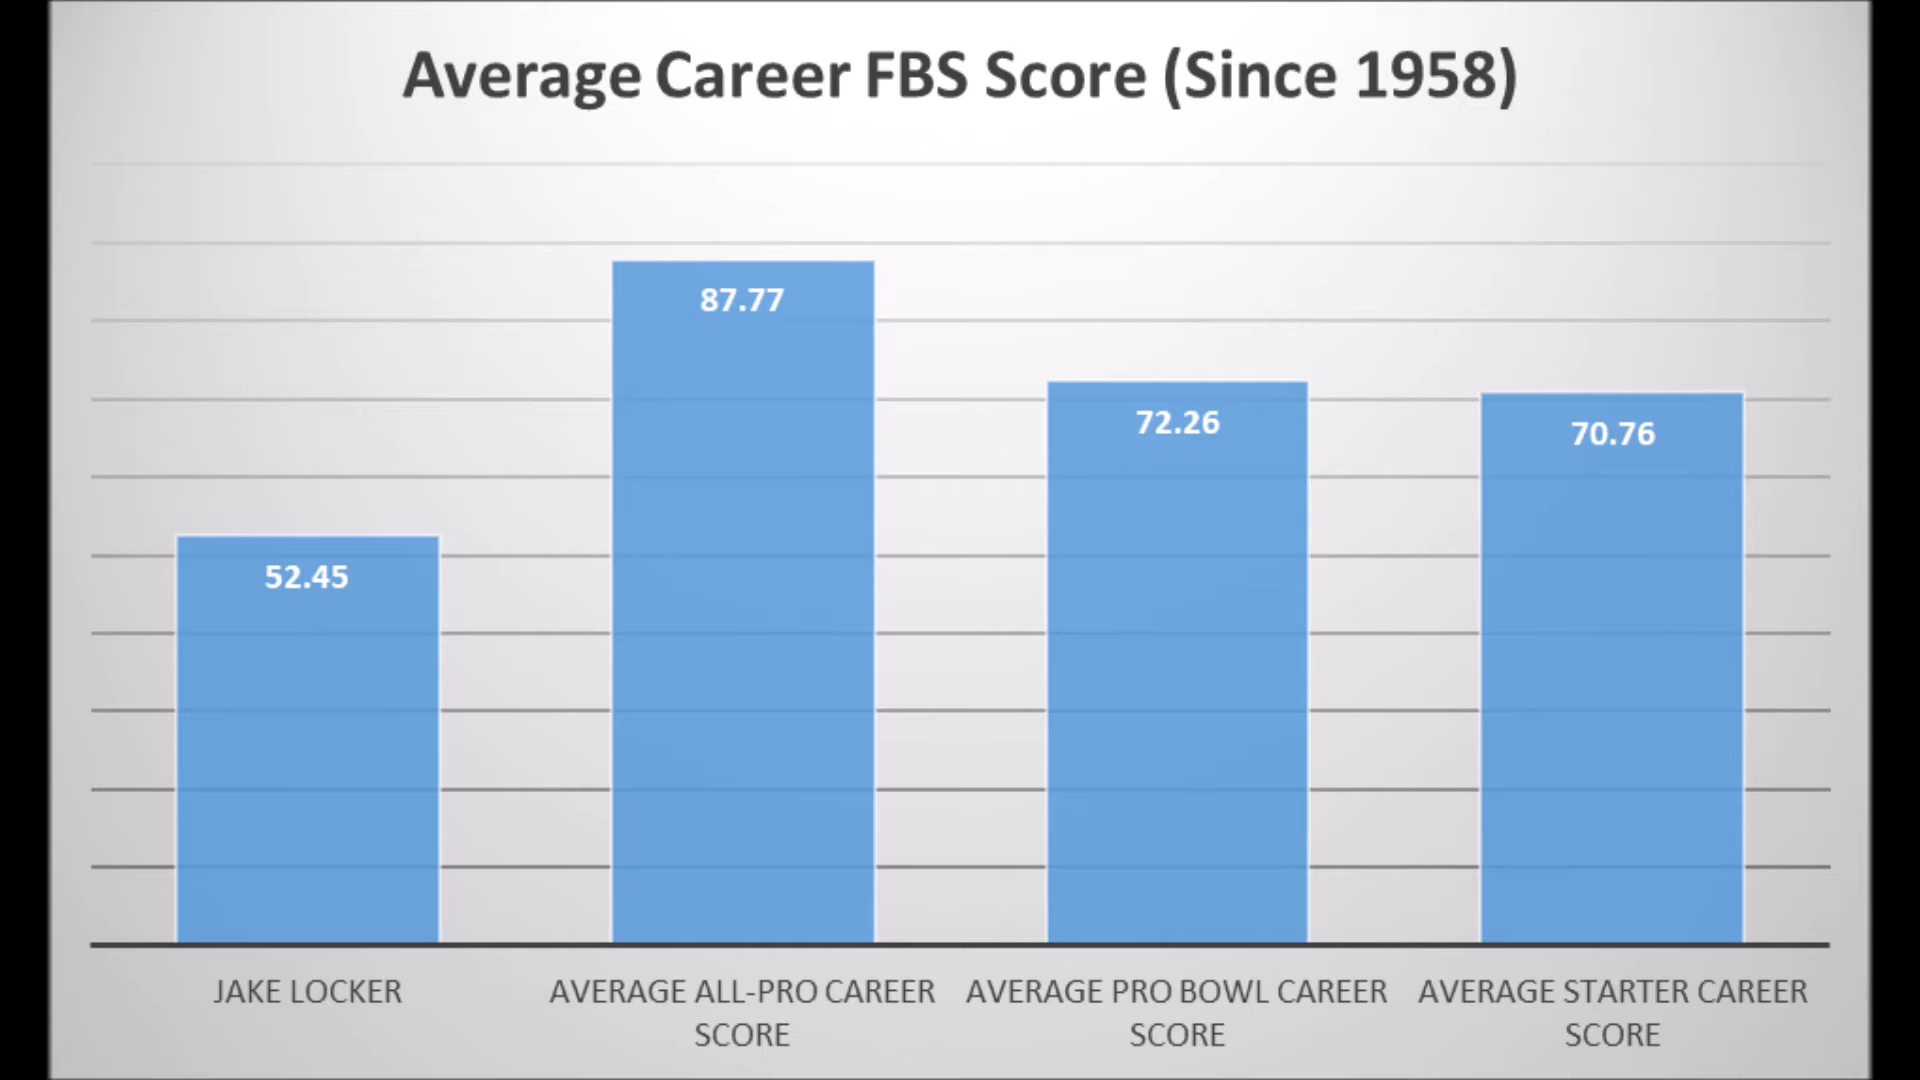 Average Career FBS Score (Since 1958)
87.77
72.26
70.76
52.45
JAKE LOCKER
AVERAGE ALL-PRO CAREER
SCORE
AVERAGE PRO BOWL CAREER
SCORE
AVERAGE STARTER CAREER
SCORE